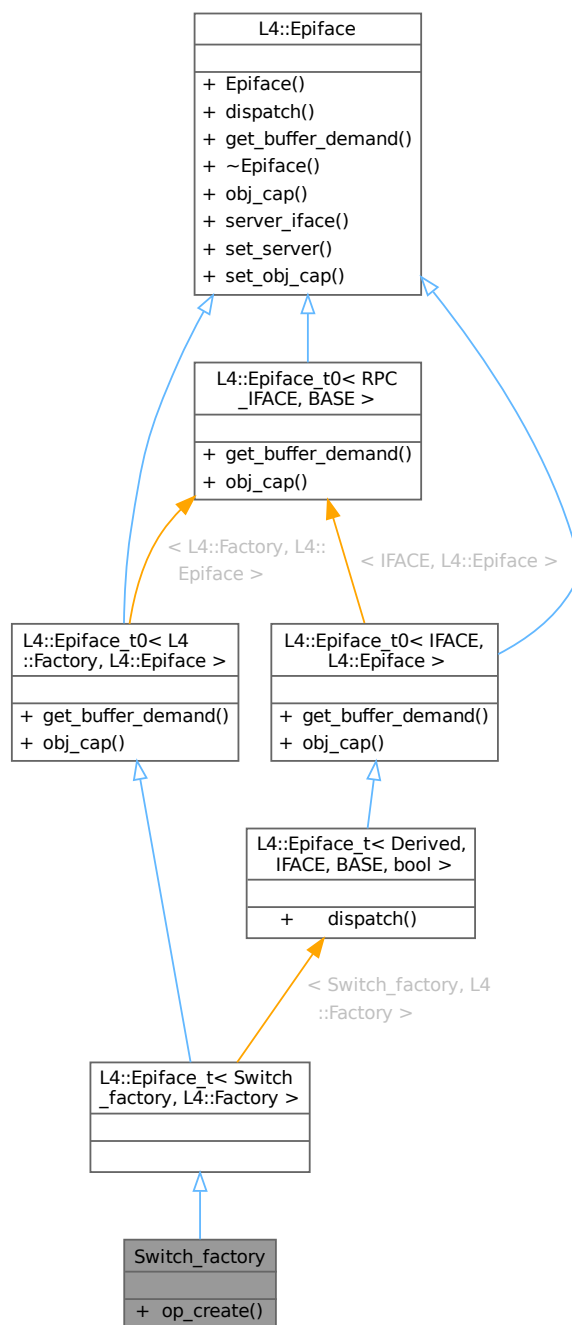 L4::Epiface
+ Epiface()
+ dispatch()
+ get_buffer_demand()
+ ~Epiface()
+ obj_cap()
+ server_iface()
+ set_server()
+ set_obj_cap()
L4::Epiface_t0< RPC
_IFACE, BASE >
+ get_buffer_demand()
+ obj_cap()
< L4::Factory, L4::
Epiface >
< IFACE, L4::Epiface >
L4::Epiface_t0< L4
::Factory, L4::Epiface >
+ get_buffer_demand()
+ obj_cap()
L4::Epiface_t0< IFACE,
L4::Epiface >
+ get_buffer_demand()
+ obj_cap()
L4::Epiface_t< Derived,
IFACE, BASE, bool >
+ dispatch()
< Switch_factory, L4
::Factory >
L4::Epiface_t< Switch
_factory, L4::Factory >
Switch_factory
+ op_create()